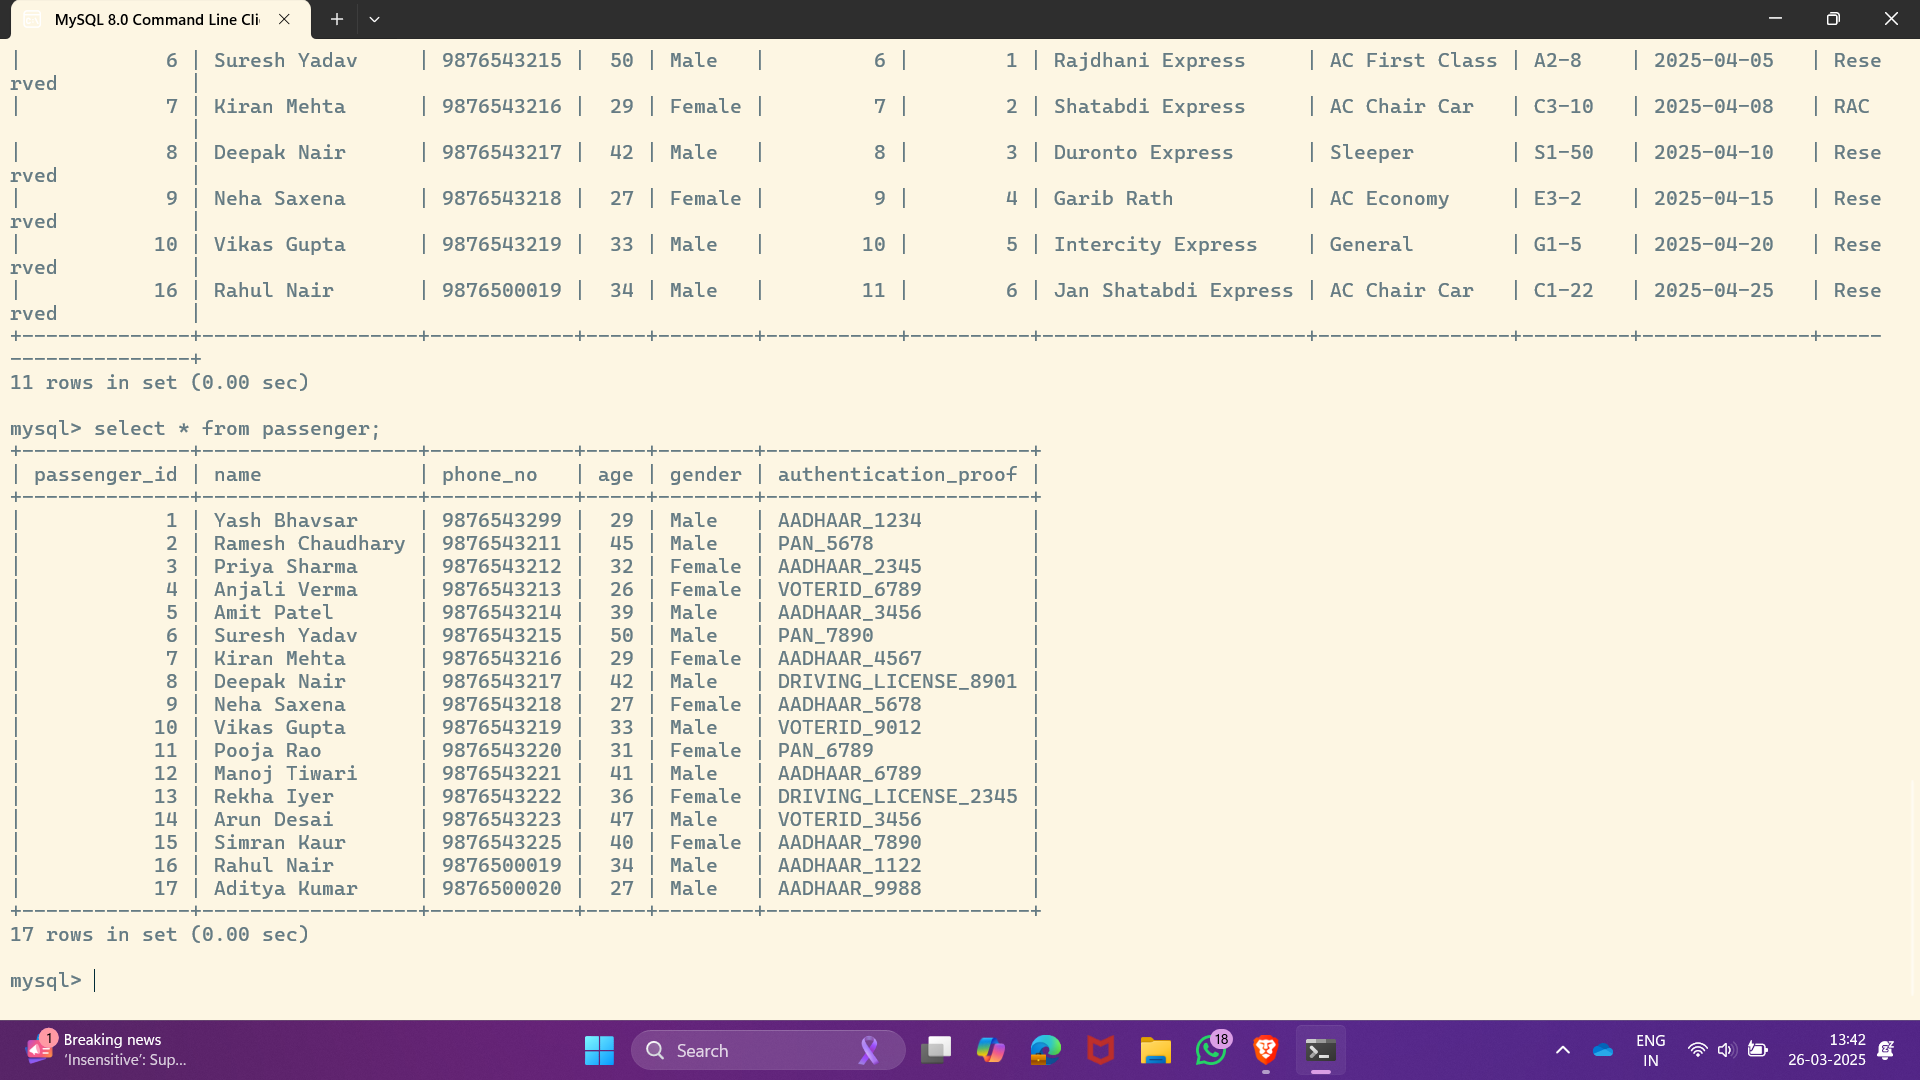 MySQL 8.0 Command Line Cli
|            6 | Suresh Yadav     | 9876543215 |  50 | Male   |         6 |        1 | Rajdhani Express     | AC First Class | A2-8    | 2025-04-05   | Rese
rved           |
|            7 | Kiran Mehta      | 9876543216 |  29 | Female |         7 |        2 | Shatabdi Express     | AC Chair Car   | C3-10   | 2025-04-08   | RAC
               |
|            8 | Deepak Nair      | 9876543217 |  42 | Male   |         8 |        3 | Duronto Express      | Sleeper        | S1-50   | 2025-04-10   | Rese
rved           |
|            9 | Neha Saxena      | 9876543218 |  27 | Female |         9 |        4 | Garib Rath           | AC Economy     | E3-2    | 2025-04-15   | Rese
rved           |
|           10 | Vikas Gupta      | 9876543219 |  33 | Male   |        10 |        5 | Intercity Express    | General        | G1-5    | 2025-04-20   | Rese
rved           |
|           16 | Rahul Nair       | 9876500019 |  34 | Male   |        11 |        6 | Jan Shatabdi Express | AC Chair Car   | C1-22   | 2025-04-25   | Rese
rved           |
+--------------+------------------+------------+-----+--------+-----------+----------+----------------------+----------------+---------+--------------+-----
---------------+
11 rows in set (0.00 sec)
mysql> select * from passenger;
+--------------+------------------+------------+-----+--------+----------------------+
| passenger_id | name             | phone_no   | age | gender | authentication_proof |
+--------------+------------------+------------+-----+--------+----------------------+
|            1 | Yash Bhavsar     | 9876543299 |  29 | Male   | AADHAAR_1234         |
|            2 | Ramesh Chaudhary | 9876543211 |  45 | Male   | PAN_5678             |
|            3 | Priya Sharma     | 9876543212 |  32 | Female | AADHAAR_2345         |
|            4 | Anjali Verma     | 9876543213 |  26 | Female | VOTERID_6789         |
|            5 | Amit Patel       | 9876543214 |  39 | Male   | AADHAAR_3456         |
|            6 | Suresh Yadav     | 9876543215 |  50 | Male   | PAN_7890             |
|            7 | Kiran Mehta      | 9876543216 |  29 | Female | AADHAAR_4567         |
|            8 | Deepak Nair      | 9876543217 |  42 | Male   | DRIVING_LICENSE_8901 |
|            9 | Neha Saxena      | 9876543218 |  27 | Female | AADHAAR_5678         |
|           10 | Vikas Gupta      | 9876543219 |  33 | Male   | VOTERID_9012         |
|           11 | Pooja Rao        | 9876543220 |  31 | Female | PAN_6789             |
|           12 | Manoj Tiwari     | 9876543221 |  41 | Male   | AADHAAR_6789         |
|           13 | Rekha Iyer       | 9876543222 |  36 | Female | DRIVING_LICENSE_2345 |
|           14 | Arun Desai       | 9876543223 |  47 | Male   | VOTERID_3456         |
|           15 | Simran Kaur      | 9876543225 |  40 | Female | AADHAAR_7890         |
|           16 | Rahul Nair       | 9876500019 |  34 | Male   | AADHAAR_1122         |
|           17 | Aditya Kumar     | 9876500020 |  27 | Male   | AADHAAR_9988         |
+--------------+------------------+------------+-----+--------+----------------------+
17 rows in set (0.00 sec)
mysql>
1
Breaking news
'Insensitive': Sup...
Search
18
ENG
IN
13:42
26-03-2025